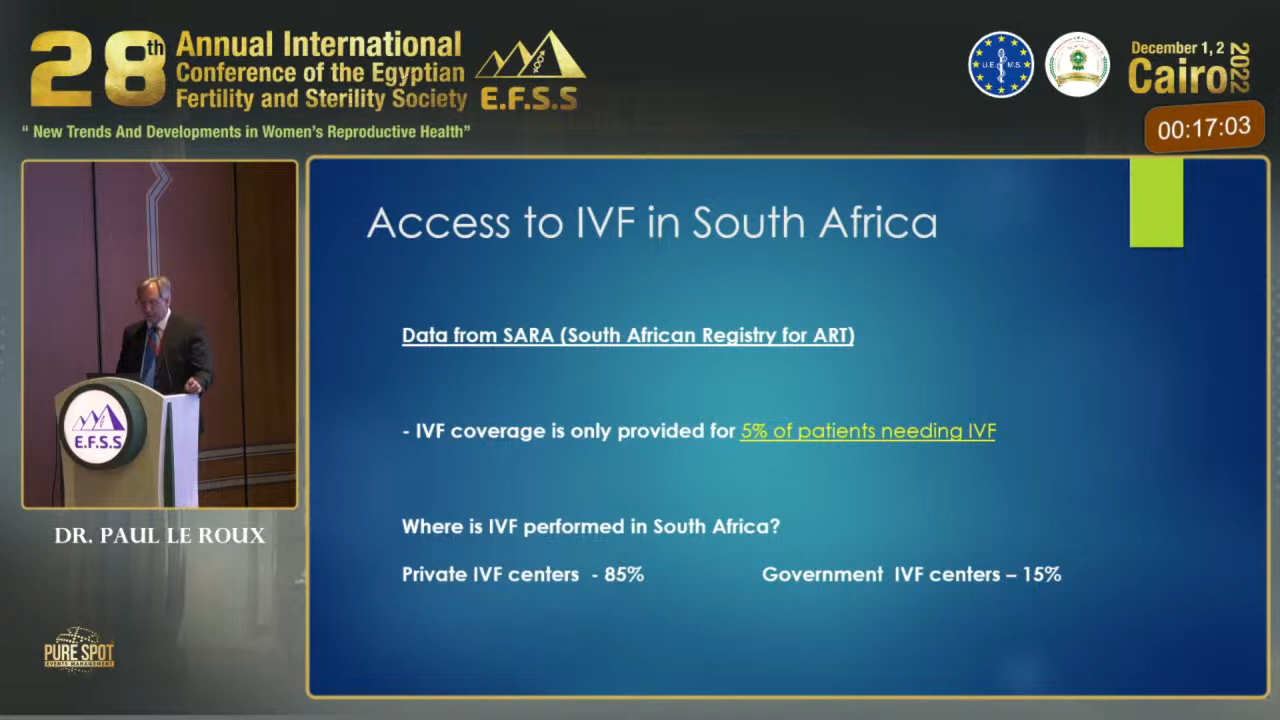 28th
Annual International
Conference of the Egyptian
Fertility and Sterility Society
E.F.S.S
“ New Trends And Developments in Women’s Reproductive Health”
U.E.M.S.
December 1, 2
Cairo
2022
00:17:03
Access to IVF in South Africa
Data from SARA (South African Registry for ART)
- IVF coverage is only provided for 5% of patients needing IVF
Where is IVF performed in South Africa?
Private IVF centers - 85%
Government IVF centers – 15%
E.F.S.S
DR. PAUL LE ROUX
PURE SPOT
EVENTS MANAGEMENT